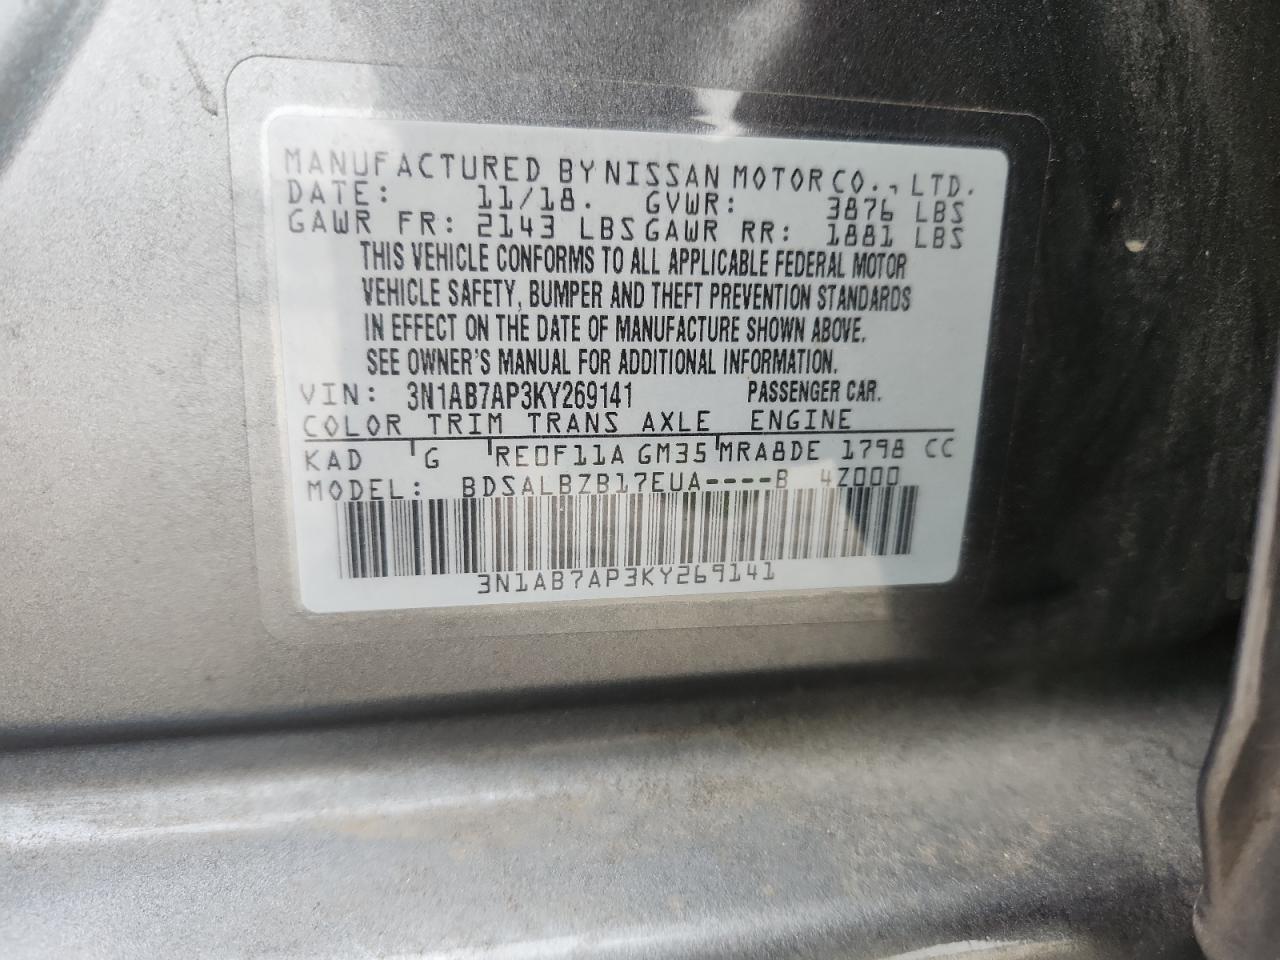 MANUFACTURED BY NISSAN MOTOR CO., LTD.
DATE: 11/18. GVWR: 3876 LBS
GAWR FR: 2143 LBS GAWR RR: 1881 LBS
THIS VEHICLE CONFORMS TO ALL APPLICABLE FEDERAL MOTOR
VEHICLE SAFETY, BUMPER AND THEFT PREVENTION STANDARDS
IN EFFECT ON THE DATE OF MANUFACTURE SHOWN ABOVE.
SEE OWNER'S MANUAL FOR ADDITIONAL INFORMATION.
VIN: 3N1AB7AP3KY269141 PASSENGER CAR.
COLOR TRIM TRANS AXLE ENGINE
KAD G RE0F11A GM35 MRA8DE 1798 CC
MODEL: BDSALBZB17EUA----B 4Z000
3N1AB7AP3KY269141